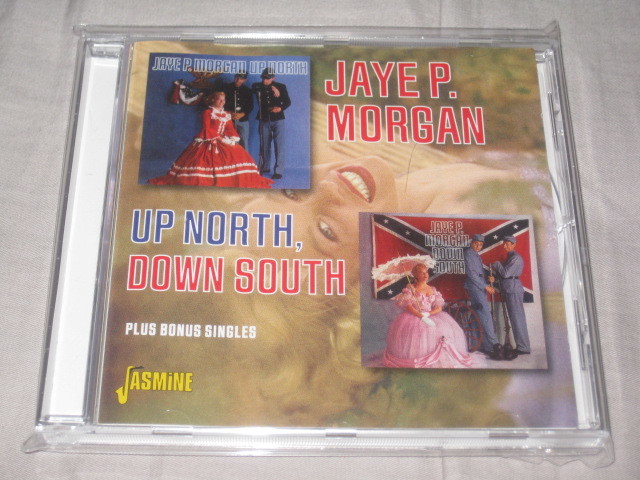 JAYE P. MORGAN UP NORTH
JAYE P.
MORGAN
UP NORTH,
DOWN SOUTH
JAYE P.
MORGAN
DOWN
SOUTH
PLUS BONUS SINGLES
JASMiNE